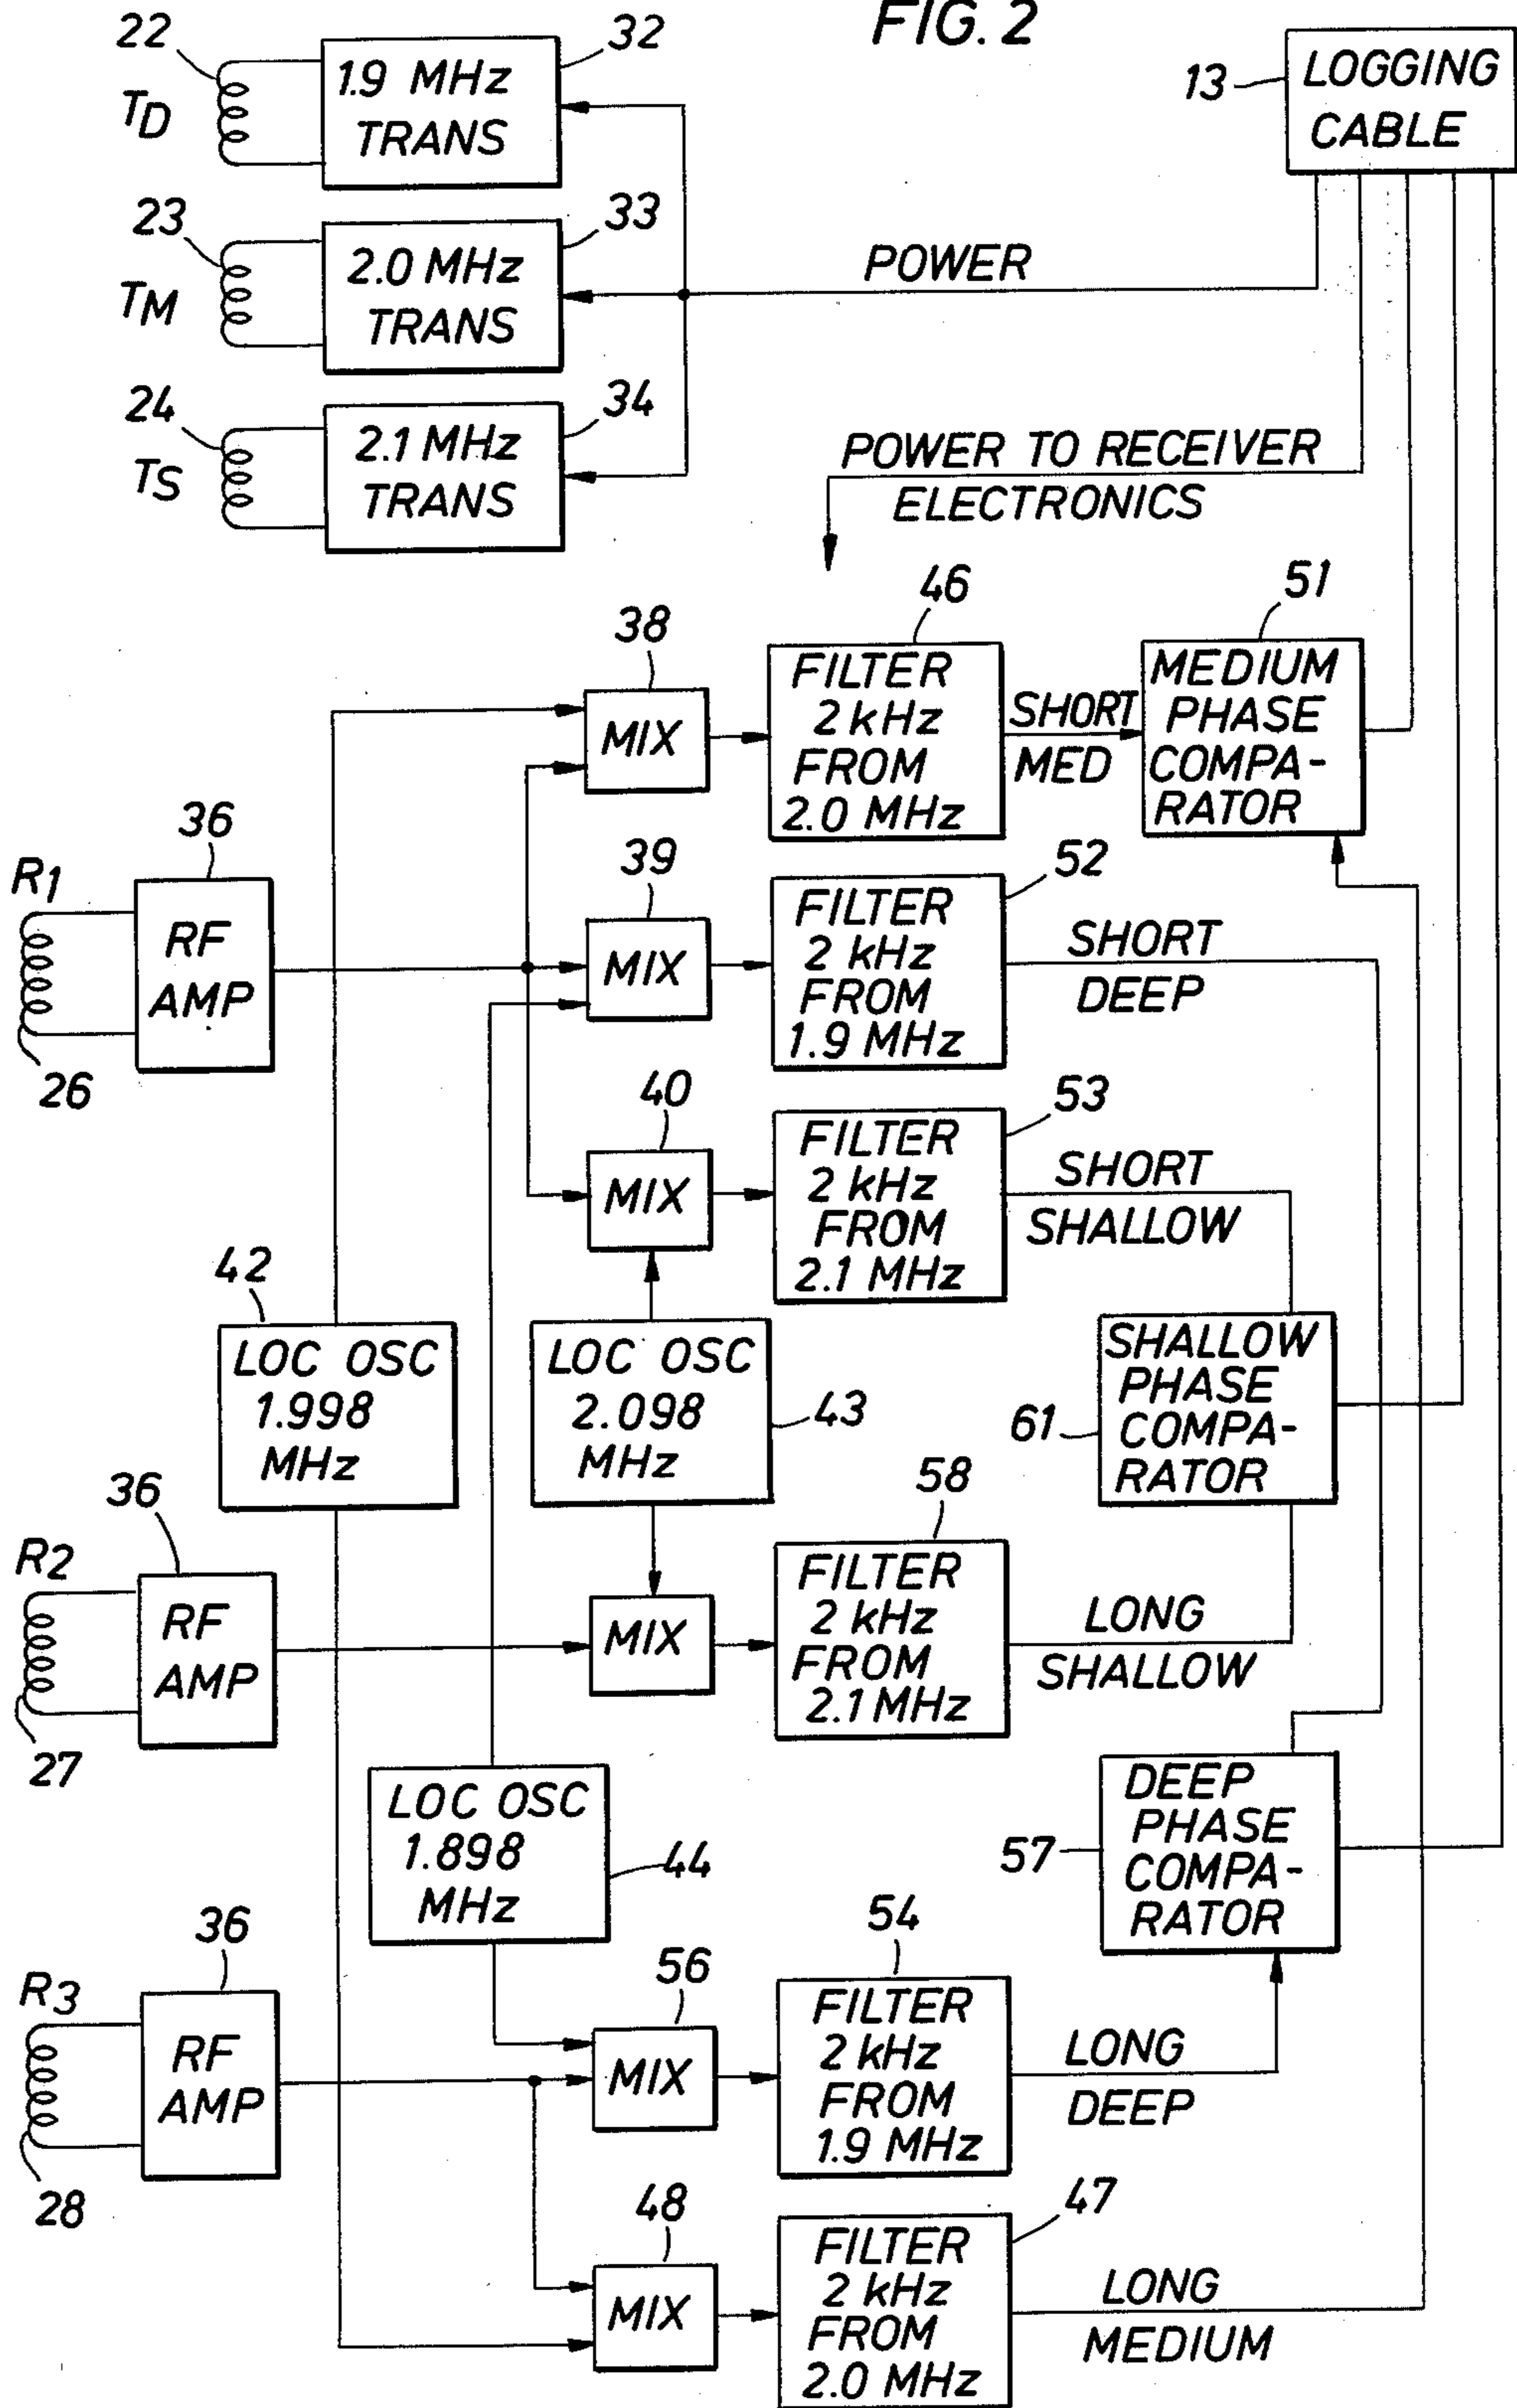 FIG. 2
22
TD
1.9 MHz
TRANS
32
13
LOGGING
CABLE
23
TM
2.0 MHz
TRANS
33
POWER
24
TS
2.1 MHz
TRANS
34
POWER TO RECEIVER
ELECTRONICS
38
MIX
46
FILTER
2 kHz
FROM
2.0 MHz
SHORT
MED
51
MEDIUM
PHASE
COMPA-
RATOR
R1
26
36
RF
AMP
39
MIX
52
FILTER
2 kHz
FROM
1.9 MHz
SHORT
DEEP
40
MIX
53
FILTER
2 kHz
FROM
2.1 MHz
SHORT
SHALLOW
42
LOC OSC
1.998
MHz
LOC OSC
2.098
MHz
43
61
SHALLOW
PHASE
COMPA-
RATOR
R2
27
36
RF
AMP
MIX
58
FILTER
2 kHz
FROM
2.1 MHz
LONG
SHALLOW
LOC OSC
1.898
MHz
44
57
DEEP
PHASE
COMPA-
RATOR
R3
28
36
RF
AMP
56
MIX
54
FILTER
2 kHz
FROM
1.9 MHz
LONG
DEEP
48
MIX
47
FILTER
2 kHz
FROM
2.0 MHz
LONG
MEDIUM